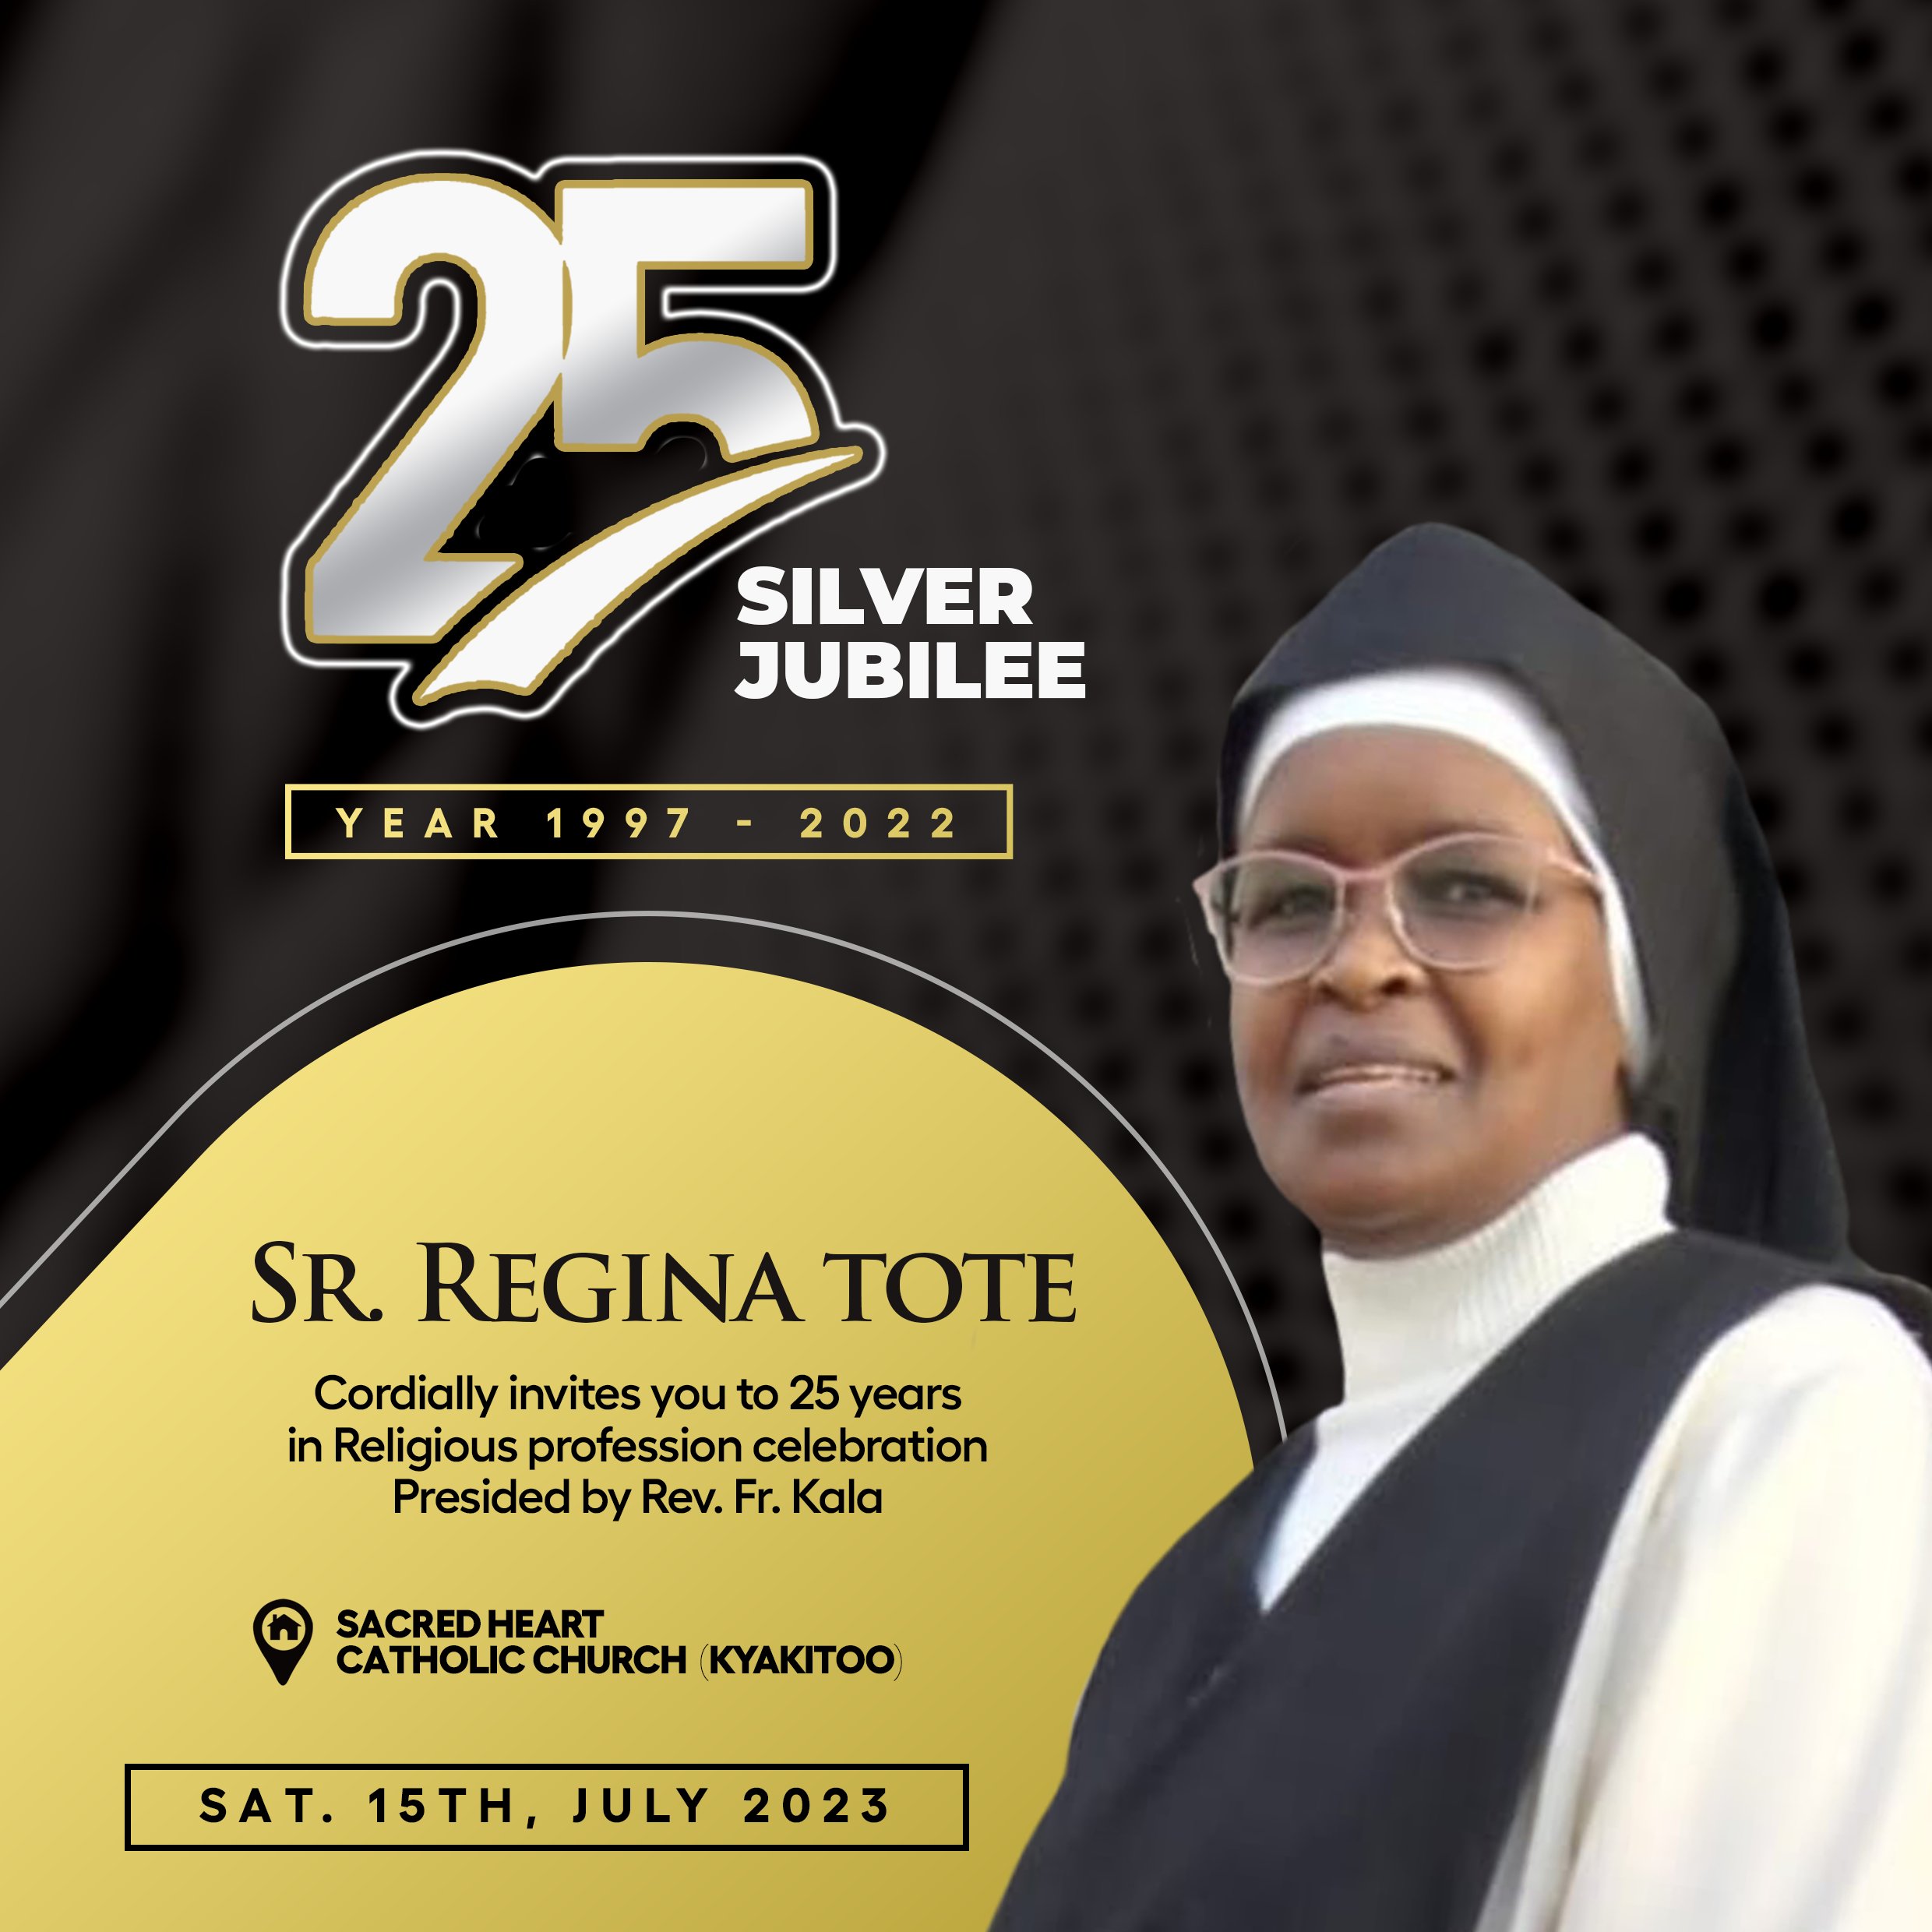 25
SILVER
JUBILEE
YEAR 1997 - 2022
SR. REGINA TOTE
Cordially invites you to 25 years
in Religious profession celebration
Presided by Rev. Fr. Kala
SACRED HEART
CATHOLIC CHURCH (KYAKITOO)
SAT. 15TH, JULY 2023